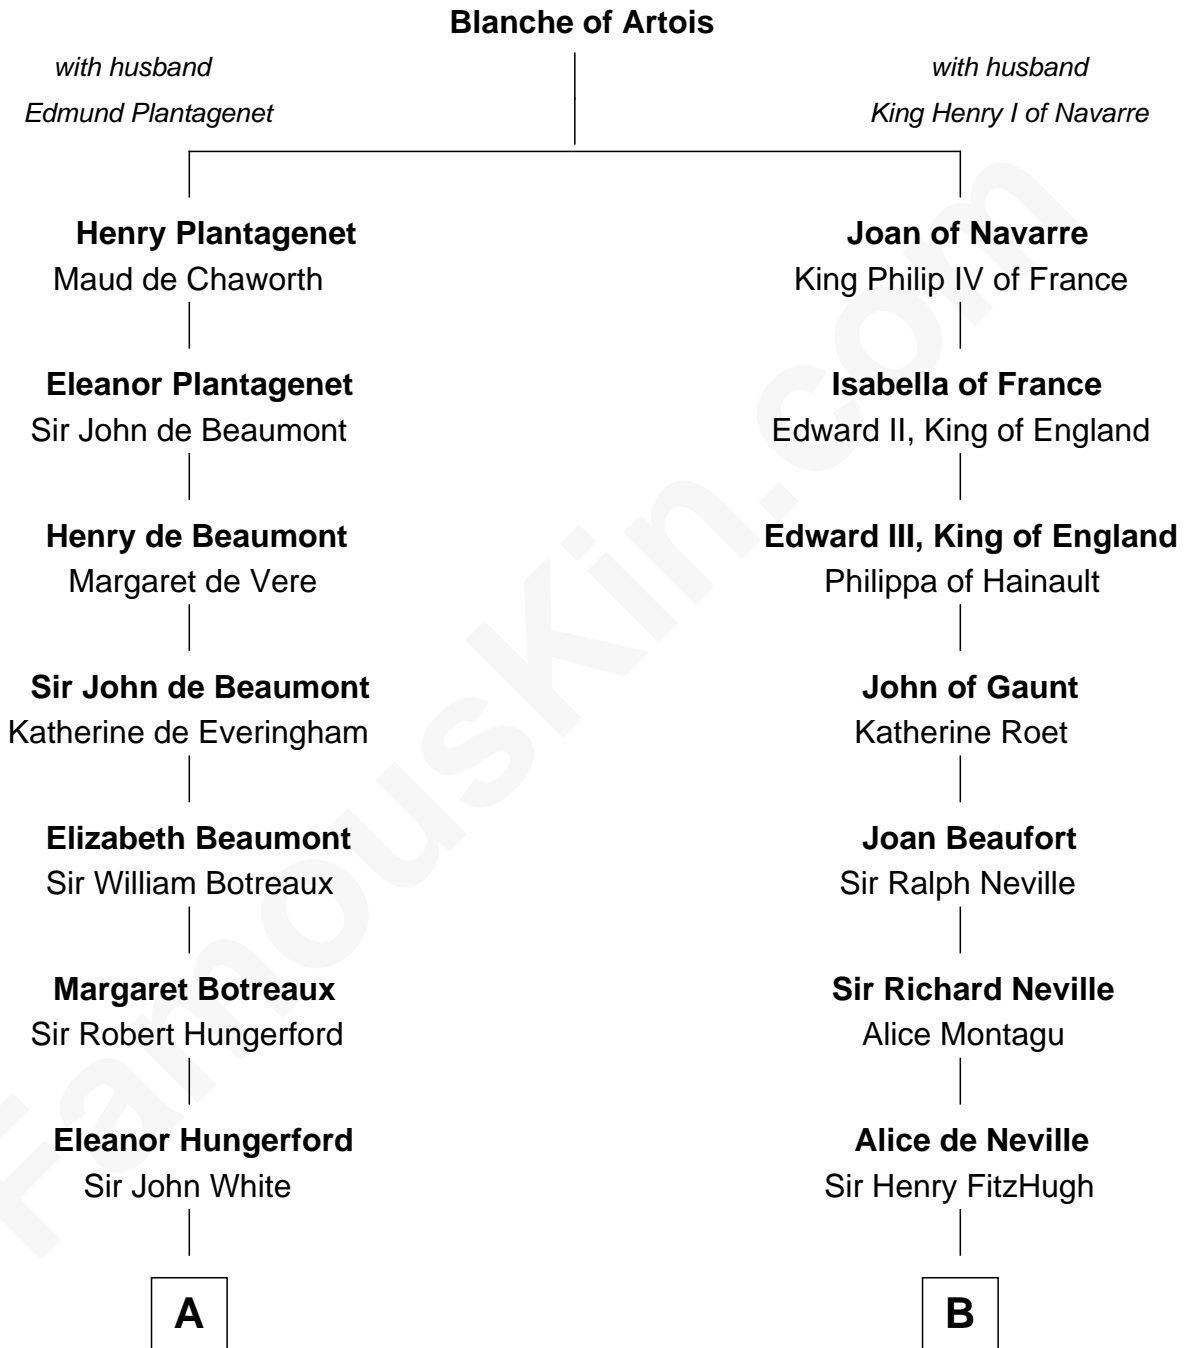 Blanche of Artois
with husband
Edmund Plantagenet
with husband
King Henry I of Navarre
Henry Plantagenet
Maud de Chaworth
Joan of Navarre
King Philip IV of France
Eleanor Plantagenet
Sir John de Beaumont
Isabella of France
Edward II, King of England
Henry de Beaumont
Margaret de Vere
Edward III, King of England
Philippa of Hainault
Sir John de Beaumont
Katherine de Everingham
John of Gaunt
Katherine Roet
Elizabeth Beaumont
Sir William Botreaux
Joan Beaufort
Sir Ralph Neville
Margaret Botreaux
Sir Robert Hungerford
Sir Richard Neville
Alice Montagu
Eleanor Hungerford
Sir John White
Alice de Neville
Sir Henry FitzHugh
A
B
FamousKin.com